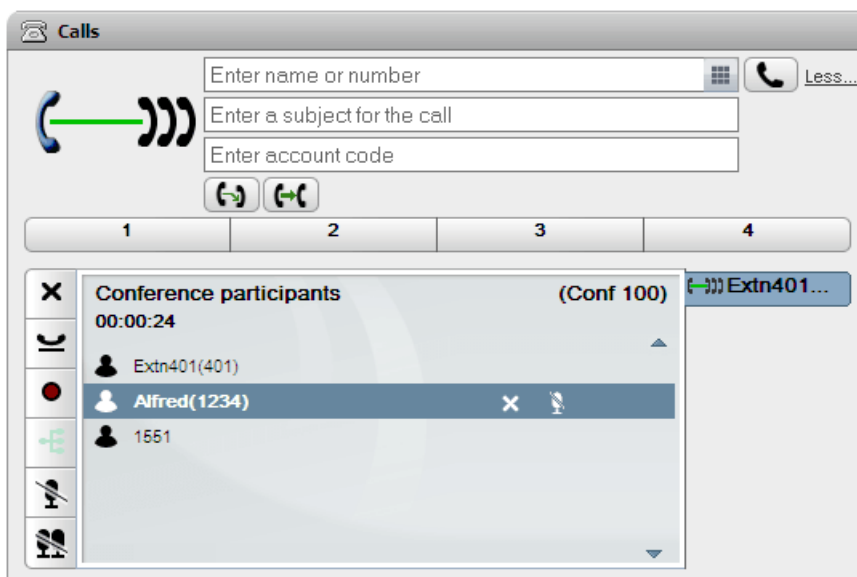 Calls
Enter name or number
Less...
Enter a subject for the call
Enter account code
1 2 3 4
Conference participants (Conf 100)
00:00:24
Extn401(401)
Alfred(1234)
1551
Extn401...